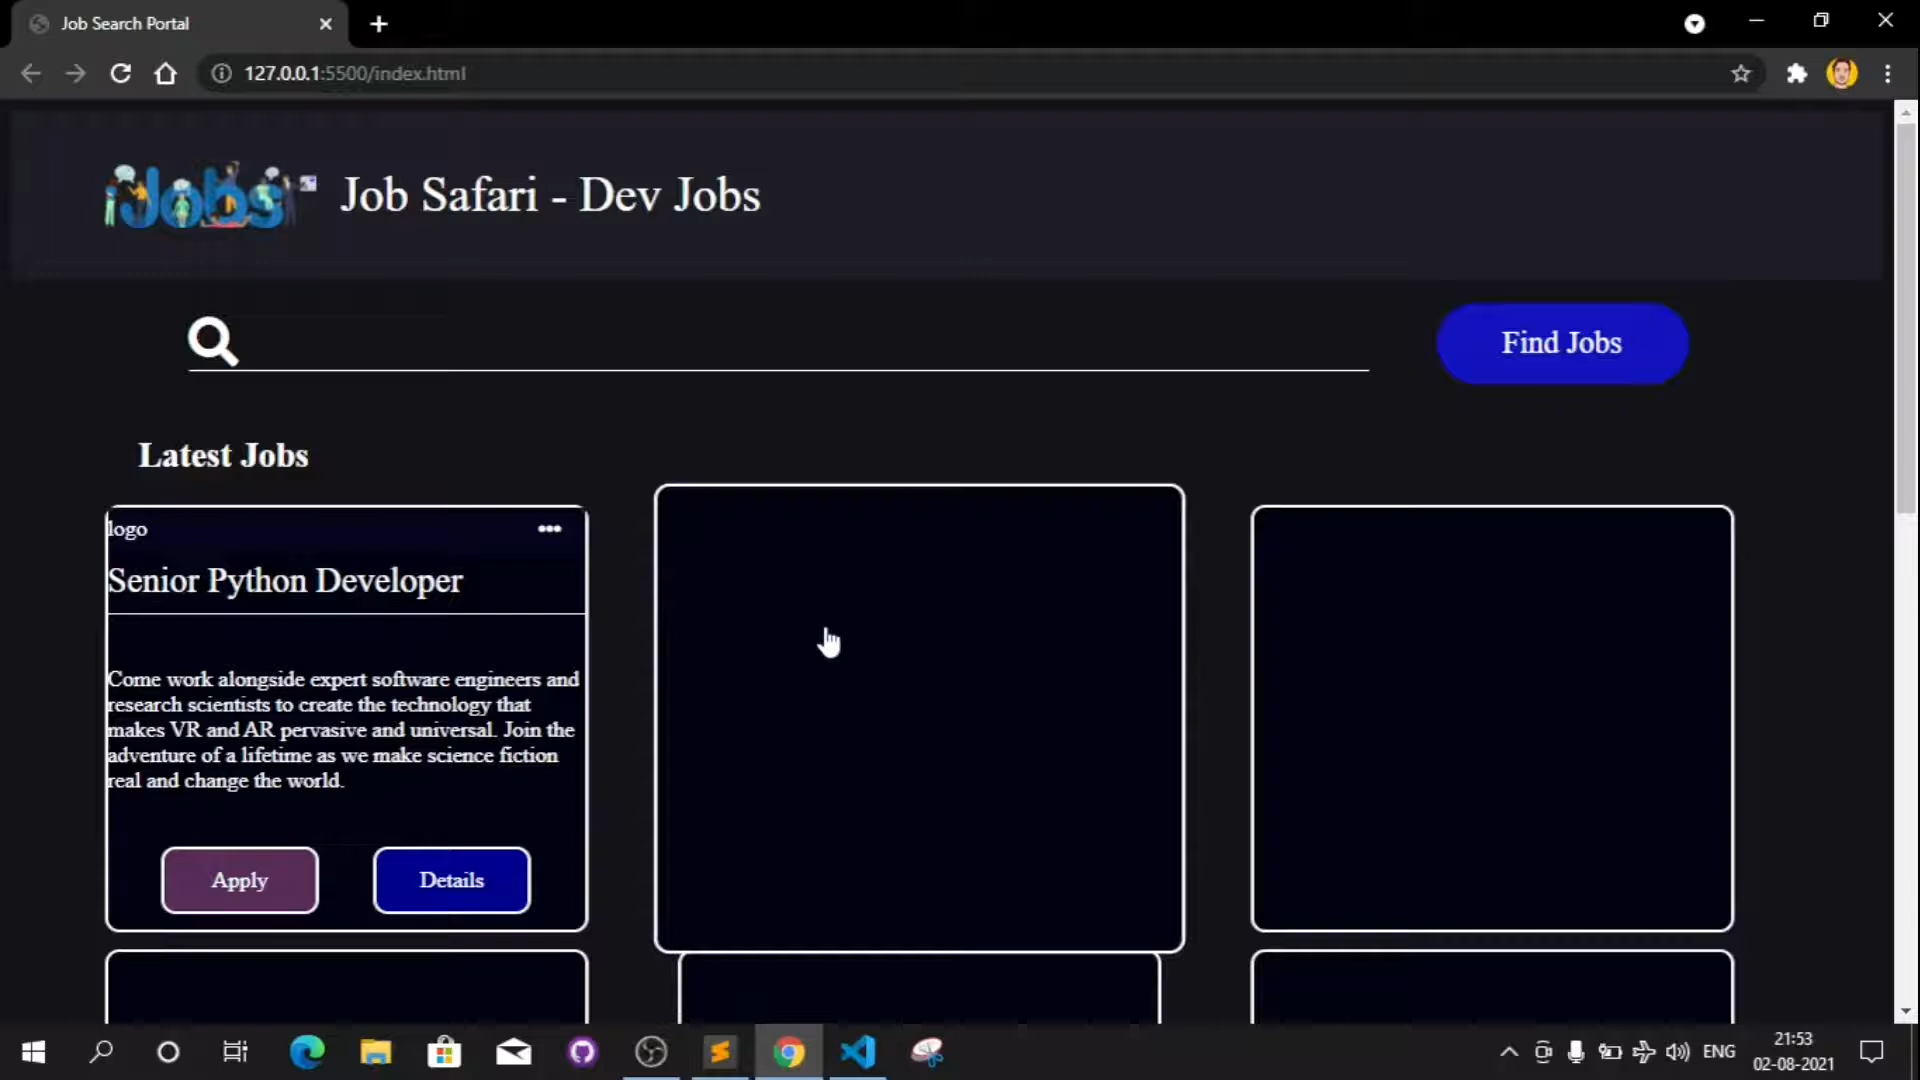 Job Search Portal
127.0.0.1:5500/index.html
iJobs
Job Safari - Dev Jobs
Find Jobs
Latest Jobs
logo
Senior Python Developer
Come work alongside expert software engineers and
research scientists to create the technology that
makes VR and AR pervasive and universal. Join the
adventure of a lifetime as we make science fiction
real and change the world.
Apply
Details
ENG
21:53
02-08-2021